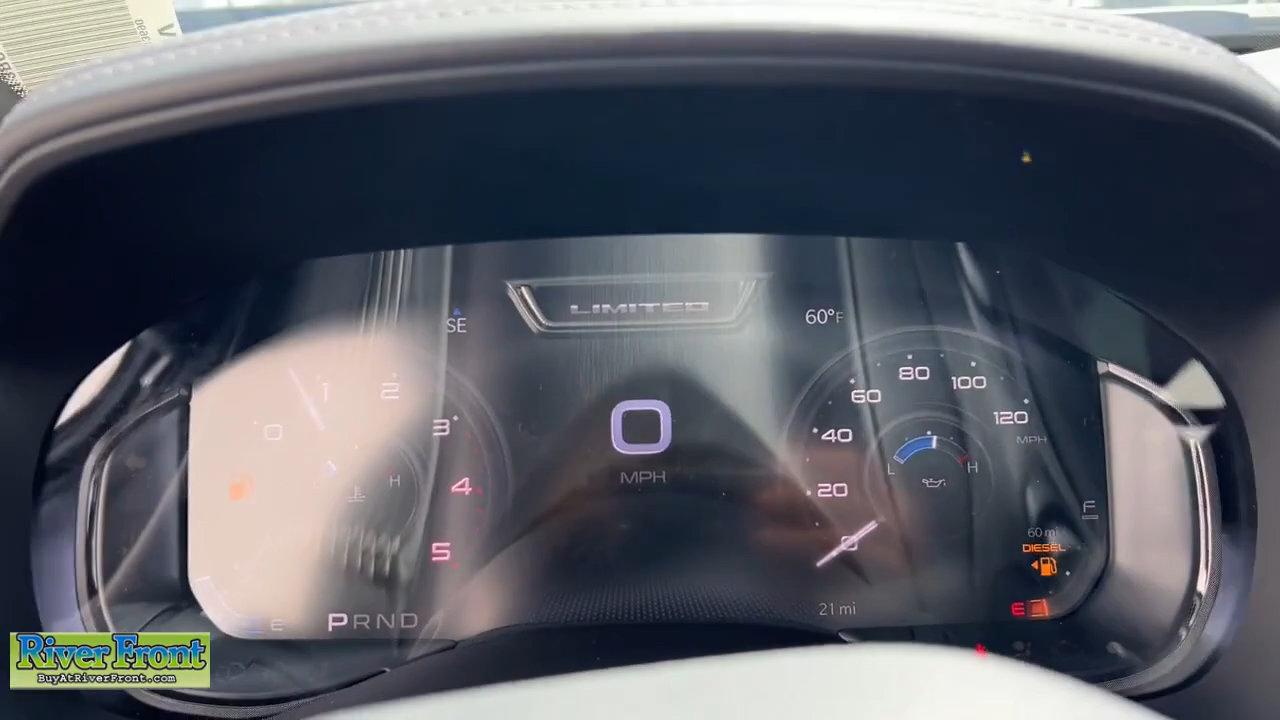 LIMITED
SE
60°F
0
MPH
0
1
2
3
4
5
H
0
20
40
60
80
100
120
MPH
L
H
F
60 mi
DIESEL
E
21 mi
E
PRND
River Front
BuyAtRiverFront.com